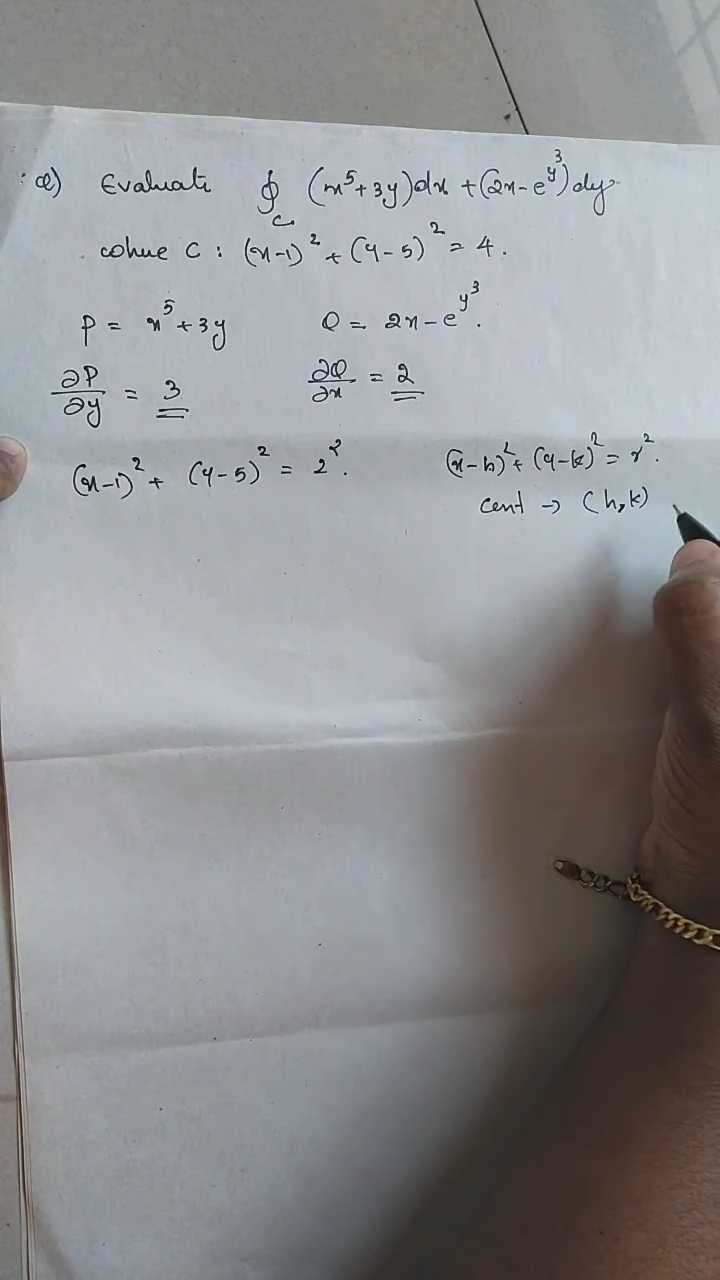 Q) Evaluate ∮_C (x⁵+3y)dx + (2x-e^{y³})dy.
where C : (x-1)² + (y-5)² = 4.
P = x⁵+3y Q = 2x-e^{y³}.
∂P/∂y = 3 ∂Q/∂x = 2
(x-1)² + (y-5)² = 2². (x-h)² + (y-k)² = r².
cent → (h,k)